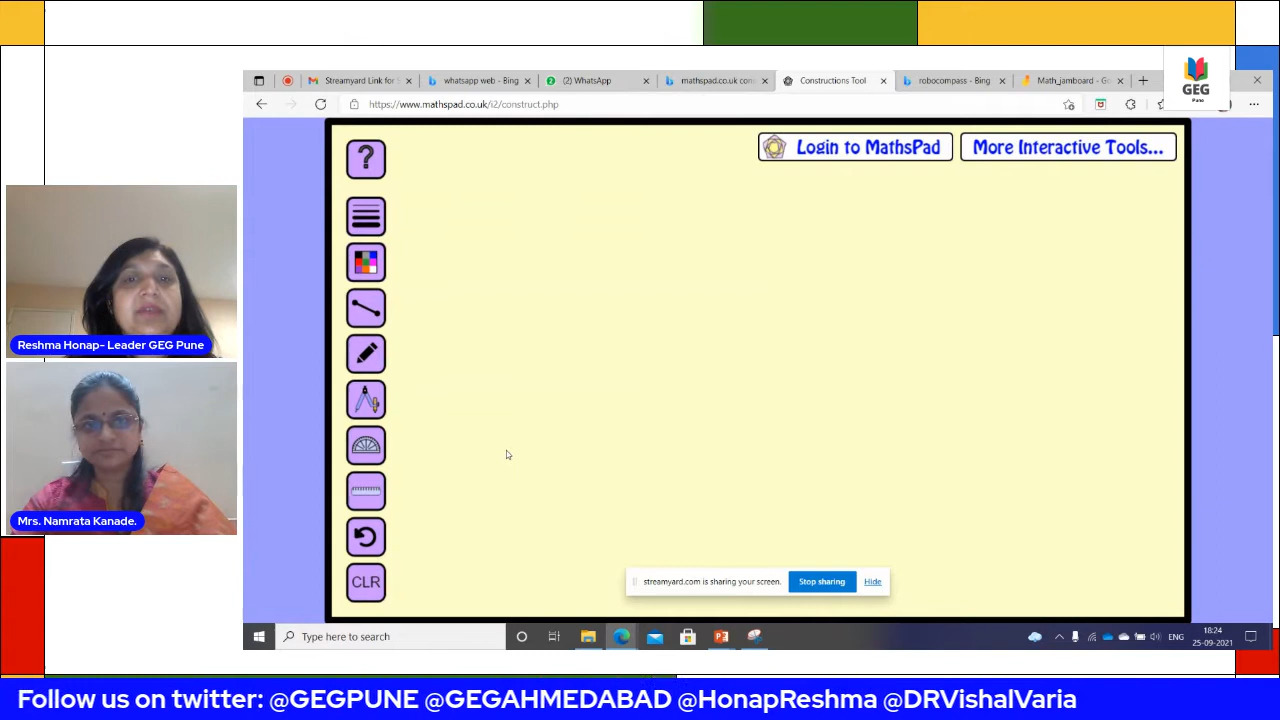 Streamyard Link for S
whatsapp web - Bing
(2) WhatsApp
mathspad.co.uk con
Constructions Tool
robocompass - Bing
Math_jamboard - Go
GEG
Pune
https://www.mathspad.co.uk/i2/construct.php
?
Login to MathsPad
More Interactive Tools...
Reshma Honap- Leader GEG Pune
Mrs. Namrata Kanade.
CLR
streamyard.com is sharing your screen.
Stop sharing
Hide
Type here to search
ENG
18:24
25-09-2021
Follow us on twitter: @GEGPUNE @GEGAHMEDABAD @HonapReshma @DRVishalVaria